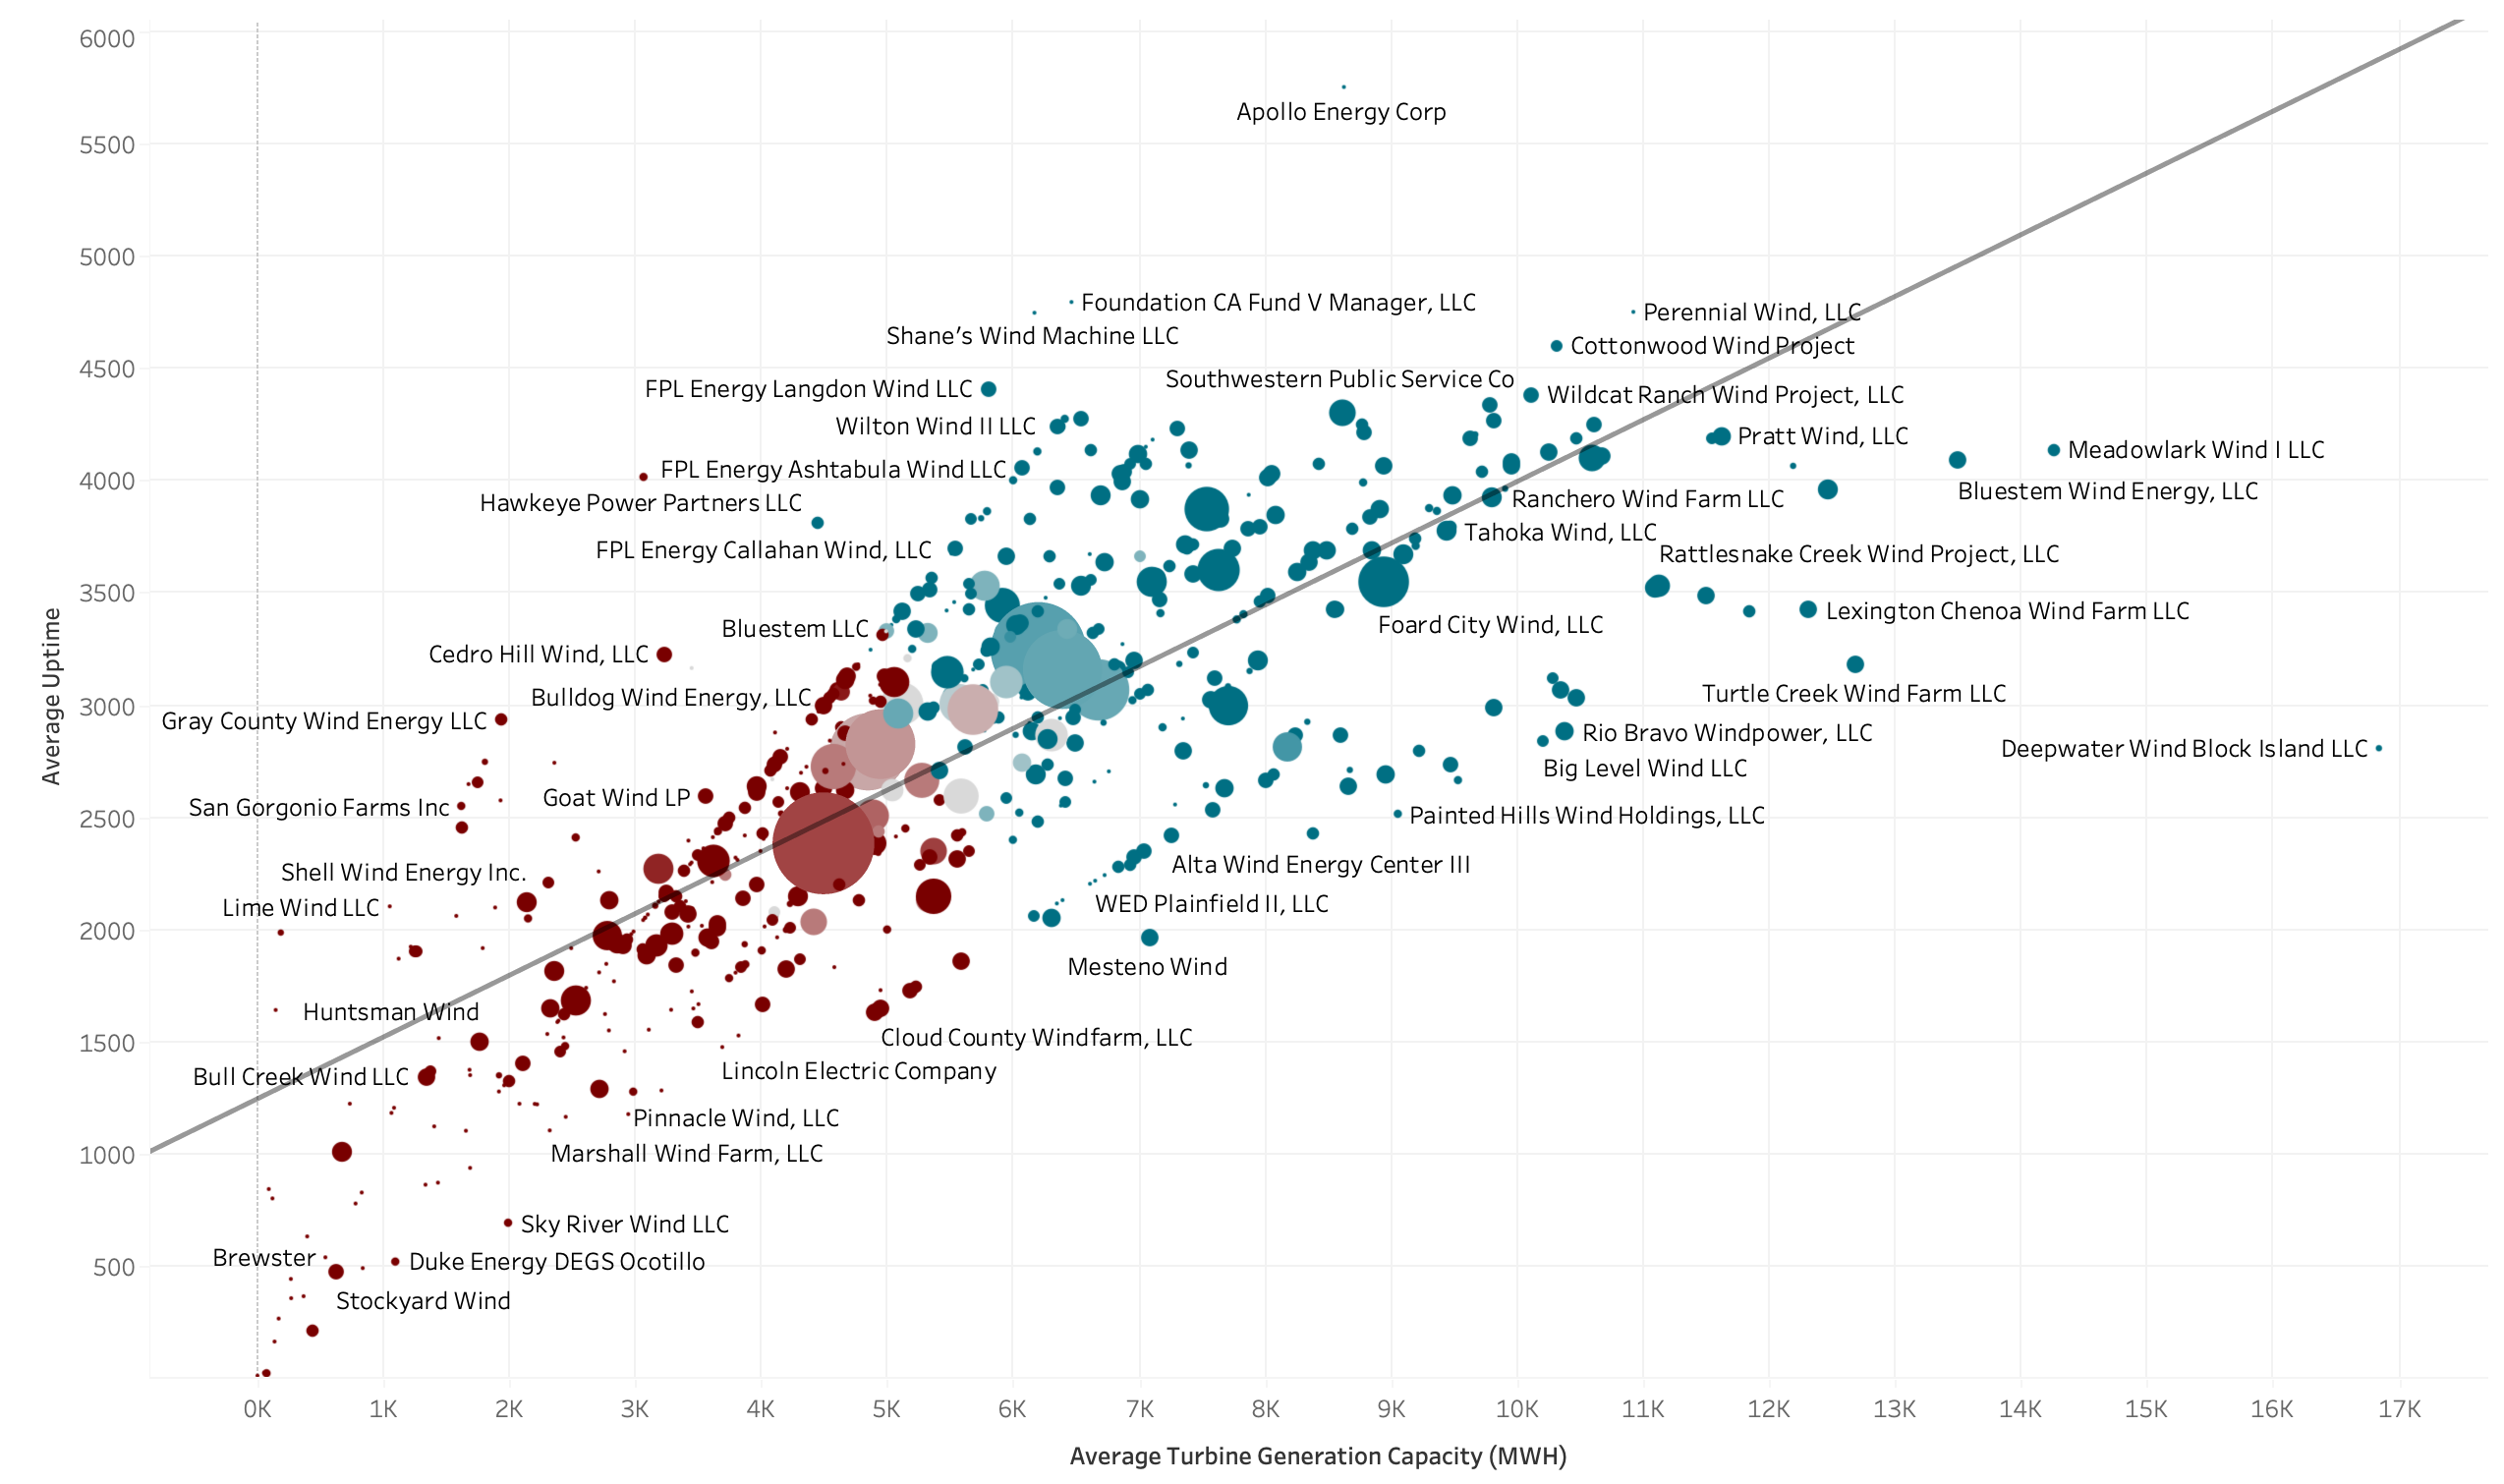 6000
5500
5000
4500
4000
3500
3000
2500
2000
1500
1000
500
Average Uptime
Apollo Energy Corp
Foundation CA Fund V Manager, LLC
Perennial Wind, LLC
Shane's Wind Machine LLC
Cottonwood Wind Project
Southwestern Public Service Co
FPL Energy Langdon Wind LLC
Wildcat Ranch Wind Project, LLC
Wilton Wind II LLC
Pratt Wind, LLC
Meadowlark Wind I LLC
FPL Energy Ashtabula Wind LLC
Bluestem Wind Energy, LLC
Hawkeye Power Partners LLC
Ranchero Wind Farm LLC
Tahoka Wind, LLC
FPL Energy Callahan Wind, LLC
Rattlesnake Creek Wind Project, LLC
Lexington Chenoa Wind Farm LLC
Foard City Wind, LLC
Bluestem LLC
Cedro Hill Wind, LLC
Turtle Creek Wind Farm LLC
Bulldog Wind Energy, LLC
Gray County Wind Energy LLC
Rio Bravo Windpower, LLC
Deepwater Wind Block Island LLC
Big Level Wind LLC
Goat Wind LP
San Gorgonio Farms Inc
Painted Hills Wind Holdings, LLC
Alta Wind Energy Center III
Shell Wind Energy Inc.
WED Plainfield II, LLC
Lime Wind LLC
Mesteno Wind
Huntsman Wind
Cloud County Windfarm, LLC
Lincoln Electric Company
Bull Creek Wind LLC
Pinnacle Wind, LLC
Marshall Wind Farm, LLC
Sky River Wind LLC
Brewster
Duke Energy DEGS Ocotillo
Stockyard Wind
0K 1K 2K 3K 4K 5K 6K 7K 8K 9K 10K 11K 12K 13K 14K 15K 16K 17K
Average Turbine Generation Capacity (MWH)